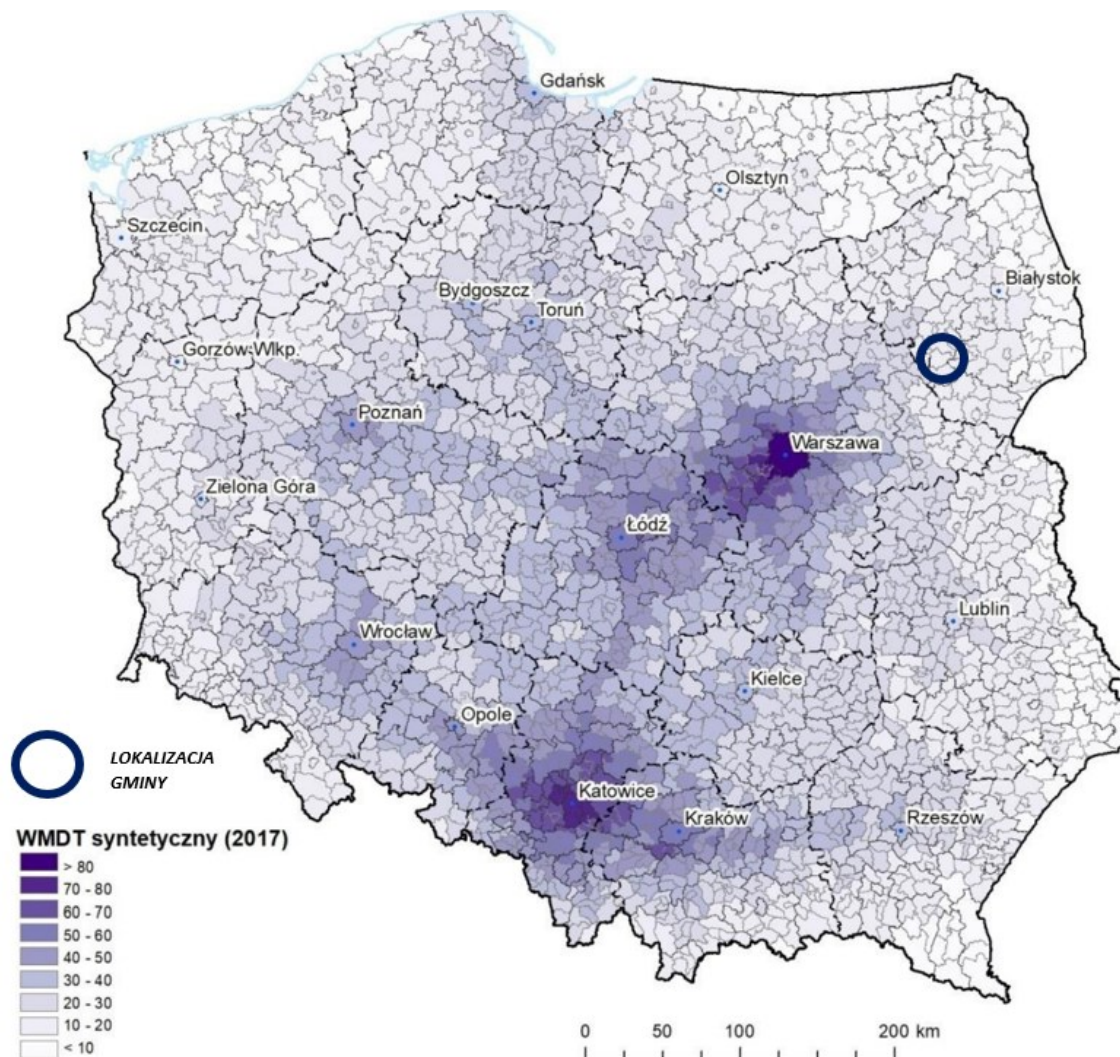 Gdańsk
Olsztyn
Szczecin
Białystok
Bydgoszcz
Toruń
Gorzów Wlkp.
Poznań
Warszawa
Zielona Góra
Łódź
Lublin
Wrocław
Kielce
Opole
LOKALIZACJA
GMINY
Katowice
Kraków
Rzeszów
WMDT syntetyczny (2017)
> 80
70 - 80
60 - 70
50 - 60
40 - 50
30 - 40
20 - 30
10 - 20
< 10
0 50 100 200 km